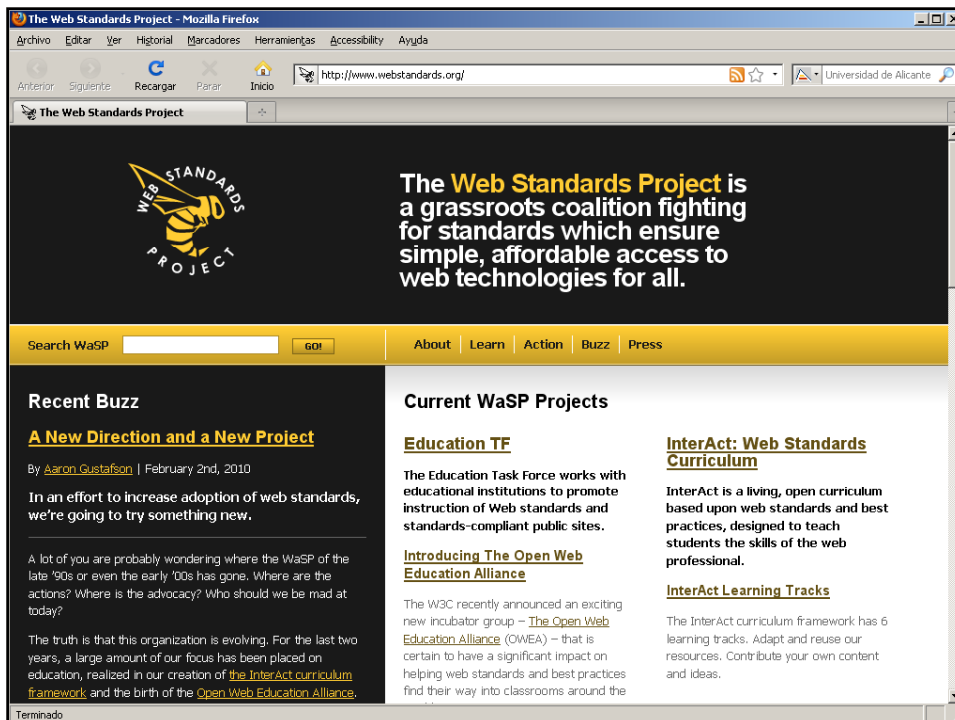 The Web Standards Project - Mozilla Firefox
Archivo Editar Ver Historial Marcadores Herramientas Accessibility Ayuda
Anterior Siguiente Recargar Parar Inicio
http://www.webstandards.org/
Universidad de Alicante
The Web Standards Project
WEB STANDARDS
PROJECT
The Web Standards Project is
a grassroots coalition fighting
for standards which ensure
simple, affordable access to
web technologies for all.
Search WaSP
GO!
About Learn Action Buzz Press
Recent Buzz
A New Direction and a New Project
By Aaron Gustafson | February 2nd, 2010
In an effort to increase adoption of web standards,
we're going to try something new.
A lot of you are probably wondering where the WaSP of the
late '90s or even the early '00s has gone. Where are the
actions? Where is the advocacy? Who should we be mad at
today?
The truth is that this organization is evolving. For the last two
years, a large amount of our focus has been placed on
education, realized in our creation of the InterAct curriculum
framework and the birth of the Open Web Education Alliance.
Current WaSP Projects
Education TF
The Education Task Force works with
educational institutions to promote
instruction of Web standards and
standards-compliant public sites.
Introducing The Open Web
Education Alliance
The W3C recently announced an exciting
new incubator group – The Open Web
Education Alliance (OWEA) – that is
certain to have a significant impact on
helping web standards and best practices
find their way into classrooms around the
InterAct: Web Standards
Curriculum
InterAct is a living, open curriculum
based upon web standards and best
practices, designed to teach
students the skills of the web
professional.
InterAct Learning Tracks
The InterAct curriculum framework has 6
learning tracks. Adapt and reuse our
resources. Contribute your own content
and ideas.
Terminado